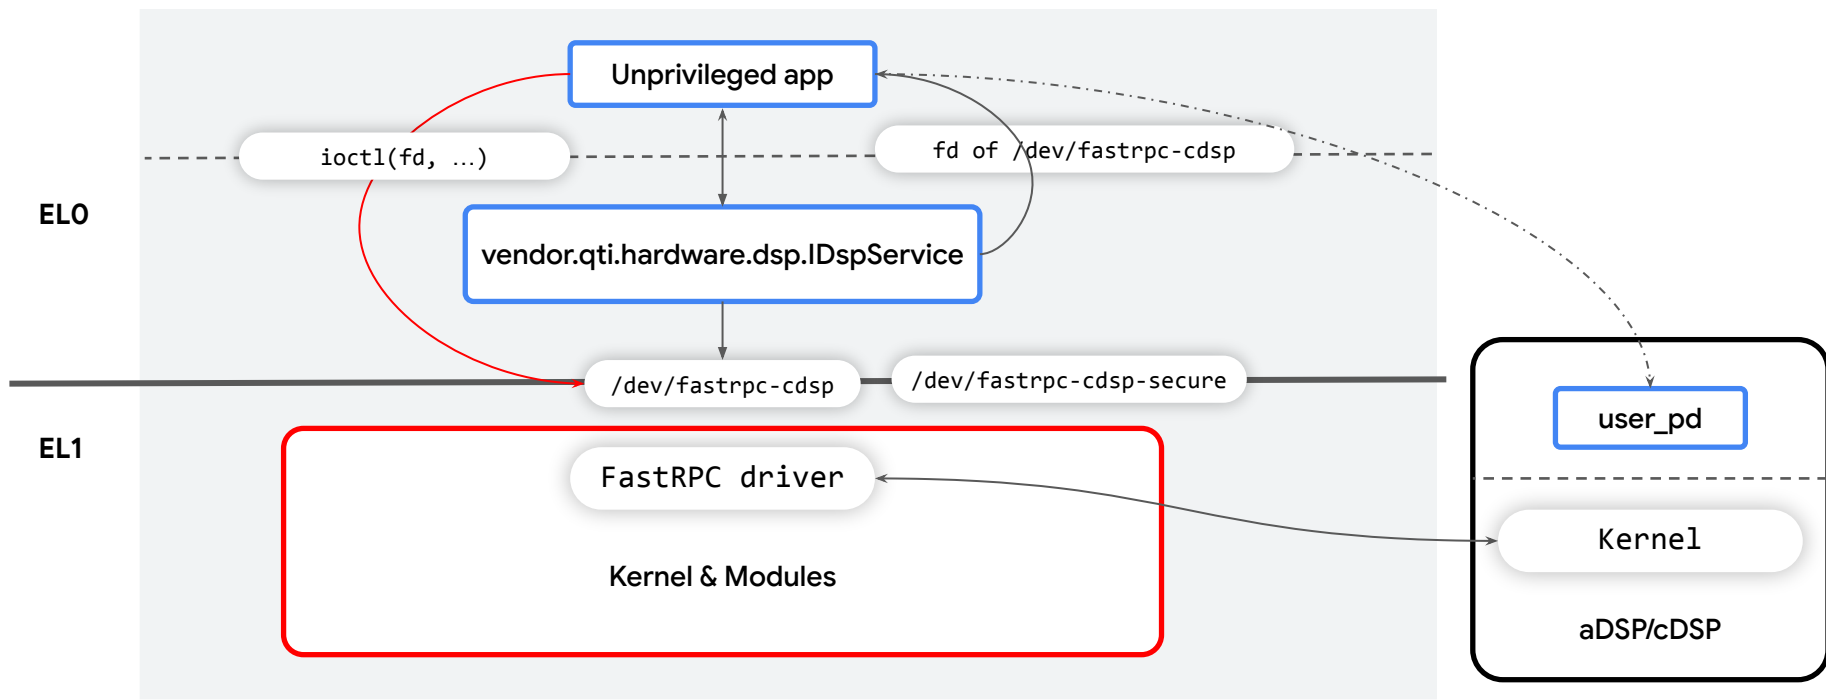 Unprivileged app
ioctl(fd, …)
fd of /dev/fastrpc-cdsp
EL0
vendor.qti.hardware.dsp.IDspService
/dev/fastrpc-cdsp
/dev/fastrpc-cdsp-secure
user_pd
EL1
FastRPC driver
Kernel
Kernel & Modules
aDSP/cDSP